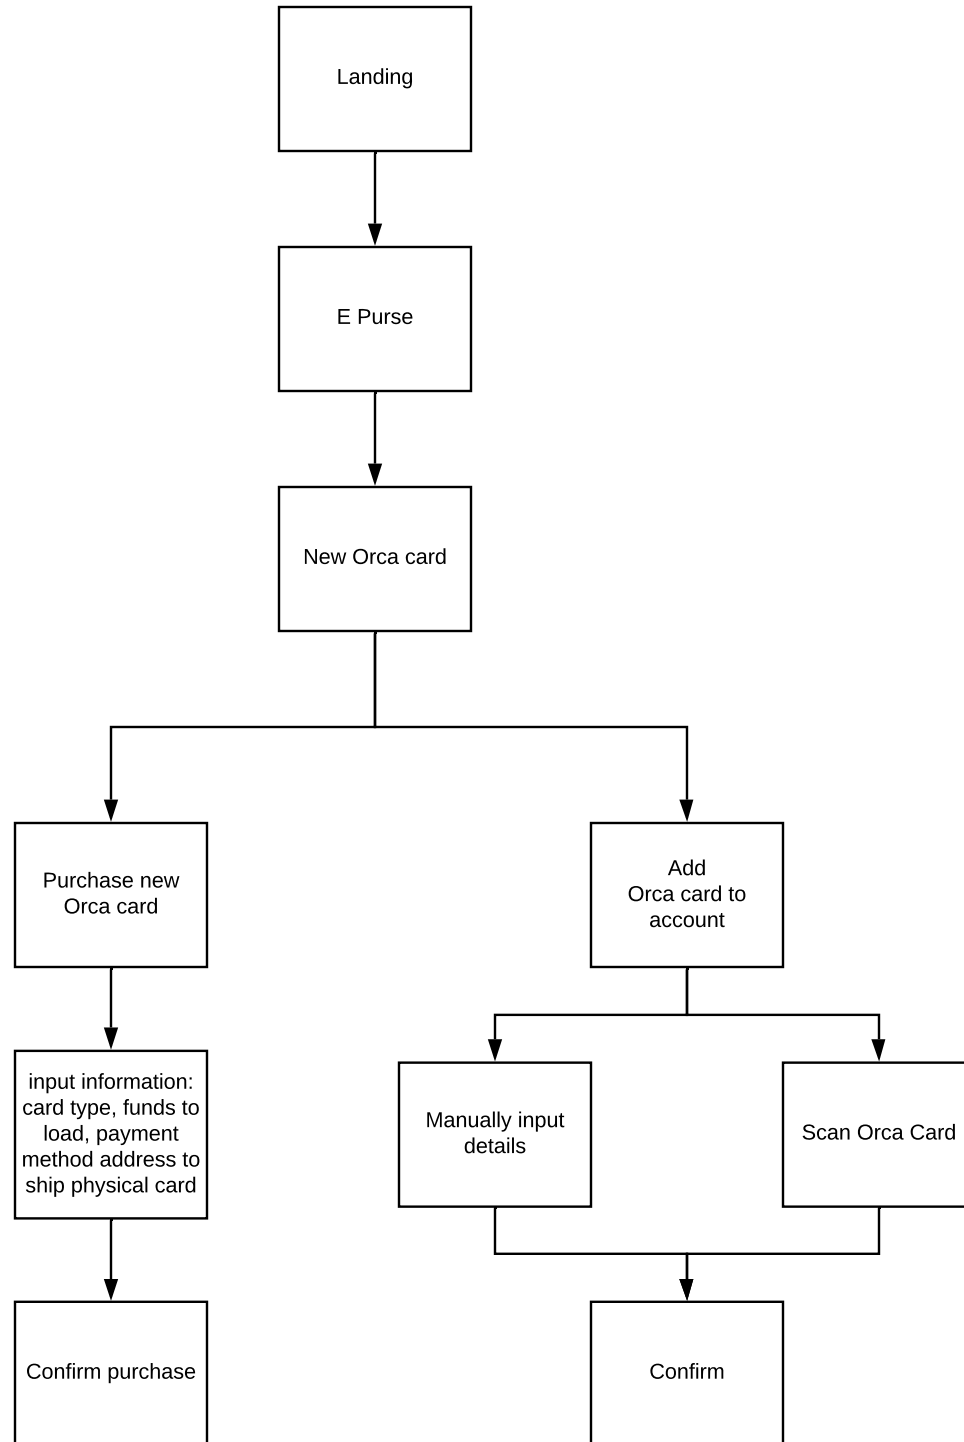 Landing
E Purse
New Orca card
Purchase new
Orca card
Add
Orca card to
account
input information:
card type, funds to
load, payment
method address to
ship physical card
Manually input
details
Scan Orca Card
Confirm purchase
Confirm